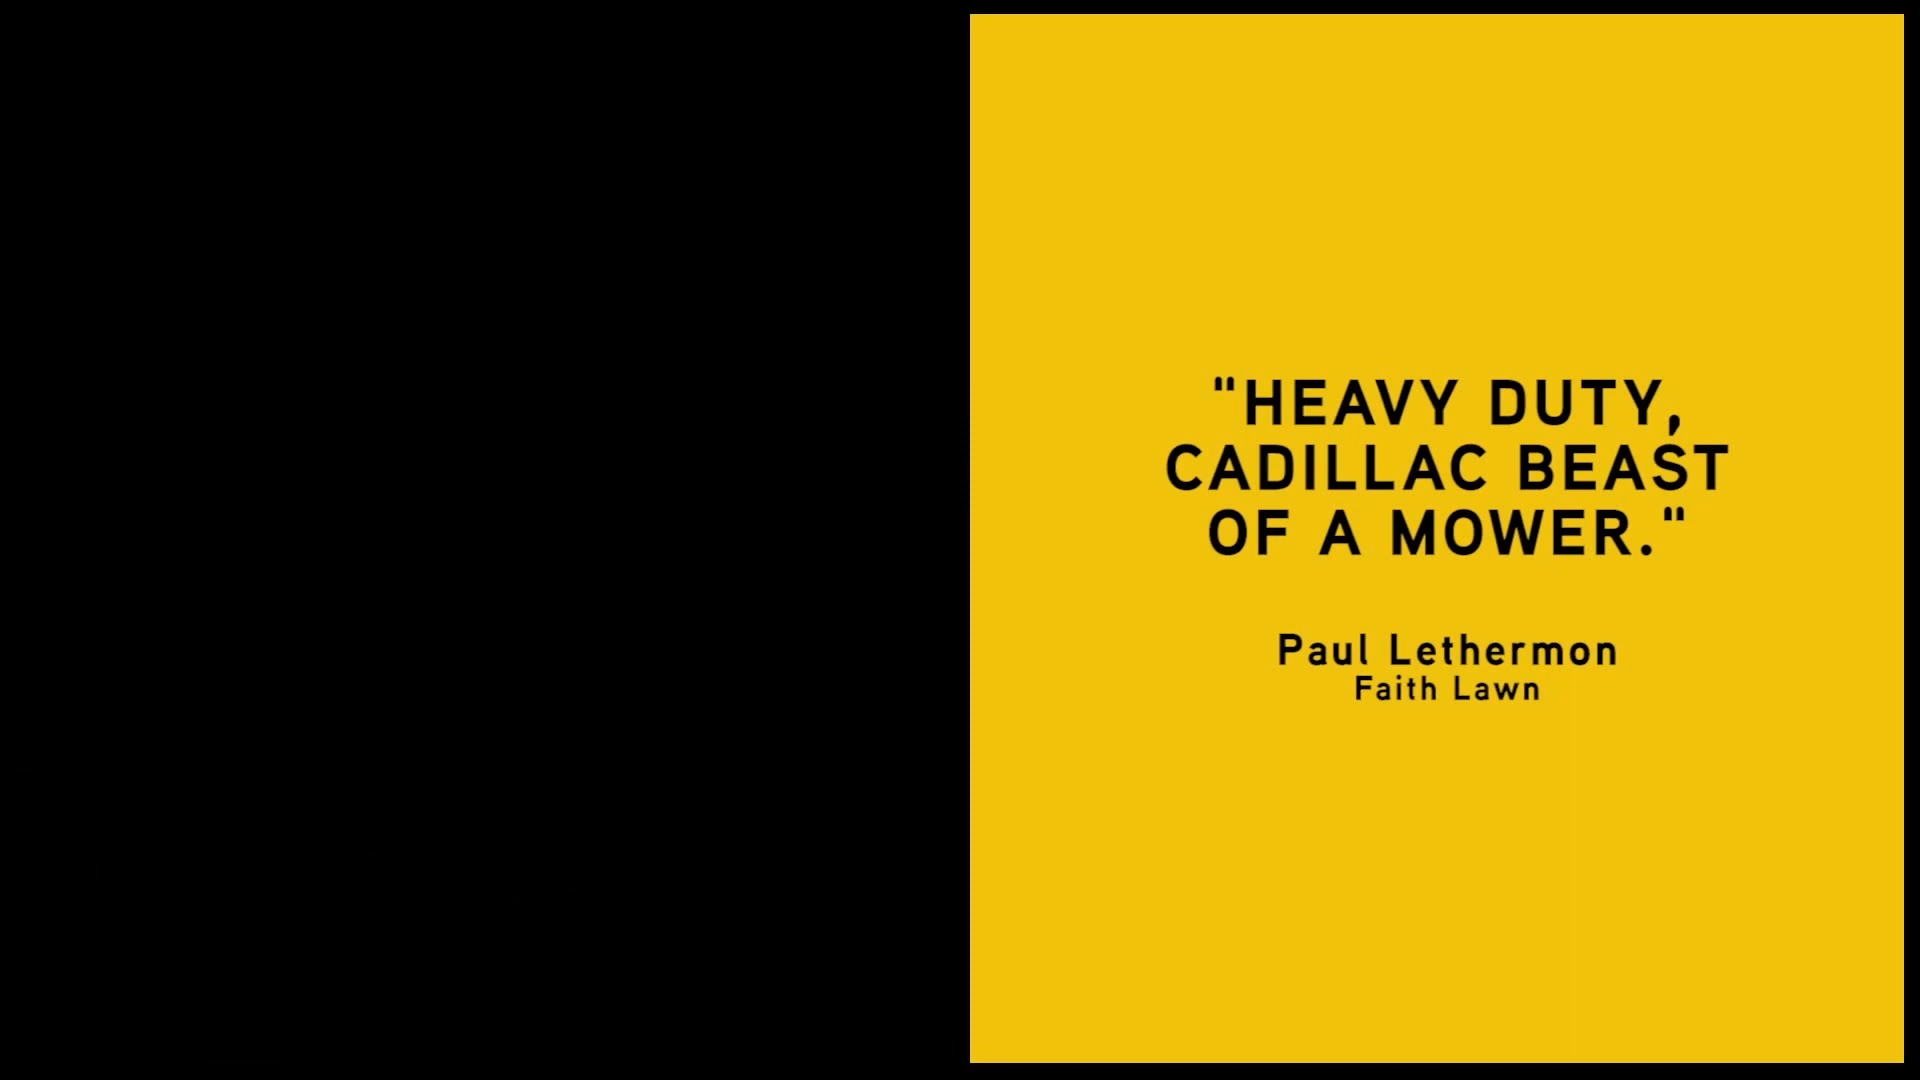 "HEAVY DUTY,
CADILLAC BEAST
OF A MOWER."
Paul Lethermon
Faith Lawn